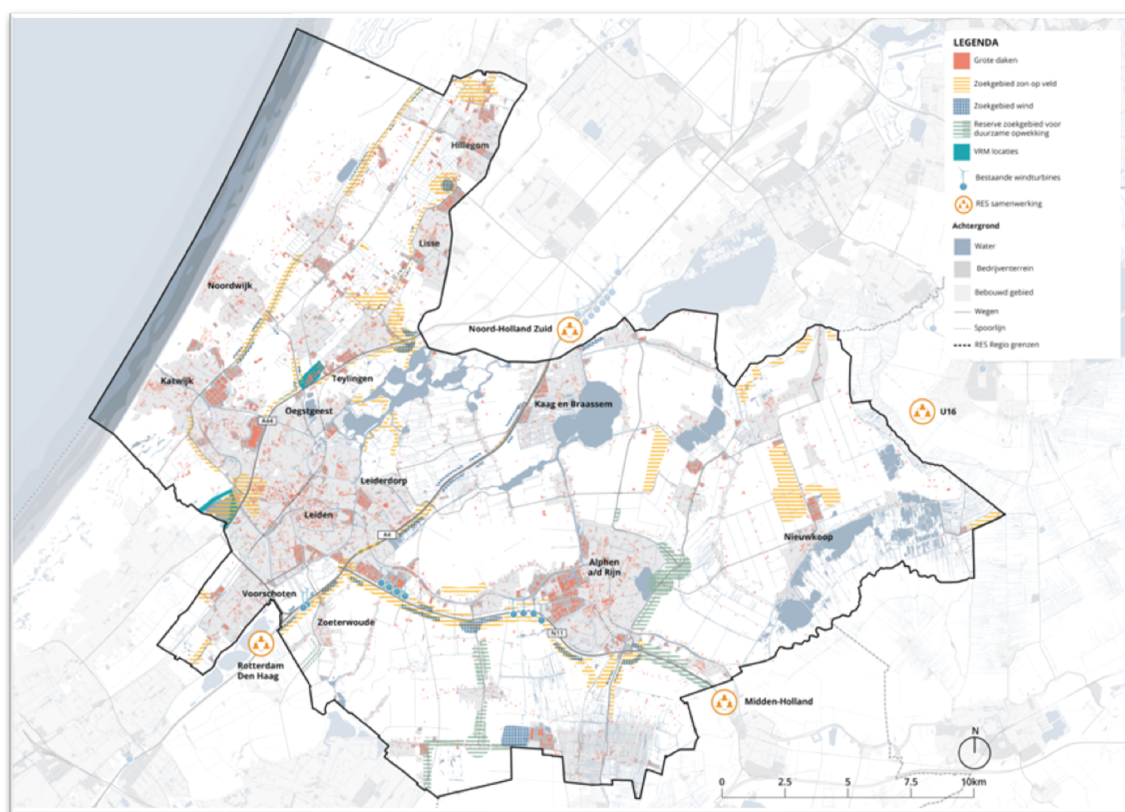 LEGENDA
Grote daken
Zoekgebied zon op veld
Zoekgebied wind
Reserve zoekgebied voor
duurzame opwekking
VRM locaties
Bestaande windturbines
RES samenwerking
Achtergrond
Water
Bedrijventerrein
Bebouwd gebied
Wegen
Spoorlijn
RES Regio grenzen
Hillegom
Lisse
Noordwijk
Noord-Holland Zuid
Katwijk
Teylingen
Oegstgeest
Kaag en Braassem
U16
A44
Leiderdorp
Leiden
A4
Nieuwkoop
Alphen
a/d Rijn
Voorschoten
Zoeterwoude
N11
Rotterdam
Den Haag
Midden-Holland
N
0 2.5 5 7.5 10km